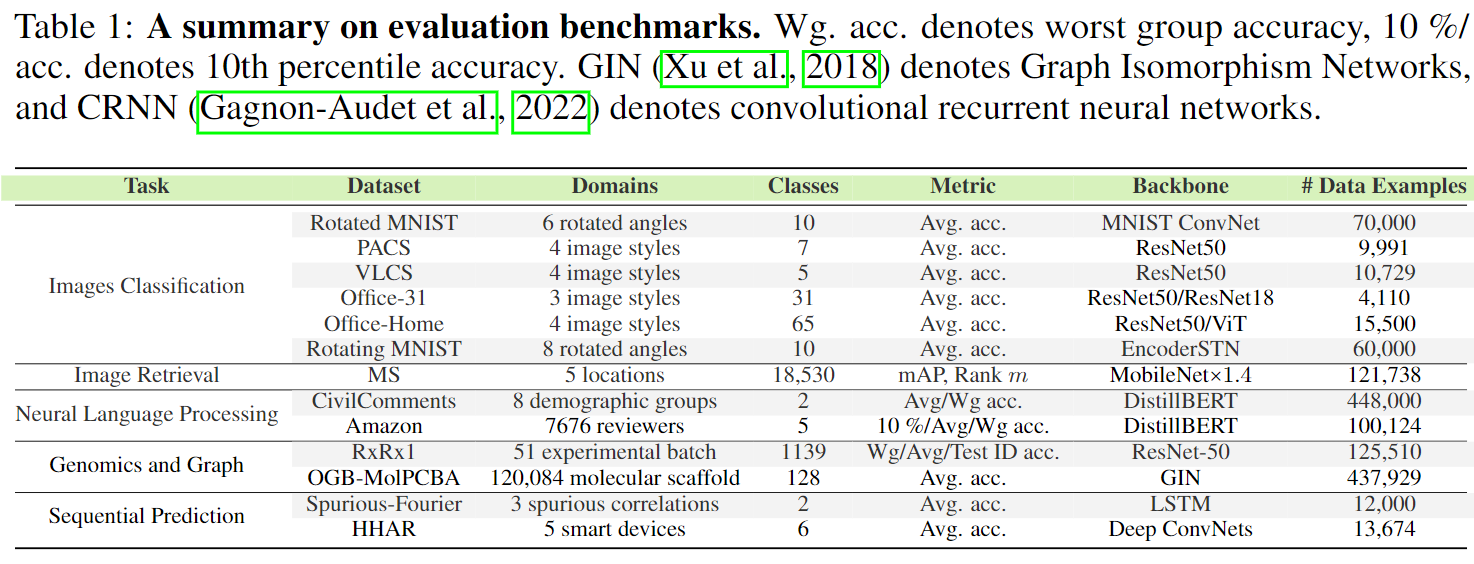 Table 1: A summary on evaluation benchmarks. Wg. acc. denotes worst group accuracy, 10 %/
acc. denotes 10th percentile accuracy. GIN (Xu et al., 2018) denotes Graph Isomorphism Networks,
and CRNN (Gagnon-Audet et al., 2022) denotes convolutional recurrent neural networks.
Task Dataset Domains Classes Metric Backbone # Data Examples
Rotated MNIST 6 rotated angles 10 Avg. acc. MNIST ConvNet 70,000
PACS 4 image styles 7 Avg. acc. ResNet50 9,991
VLCS 4 image styles 5 Avg. acc. ResNet50 10,729
Images Classification
Office-31 3 image styles 31 Avg. acc. ResNet50/ResNet18 4,110
Office-Home 4 image styles 65 Avg. acc. ResNet50/ViT 15,500
Rotating MNIST 8 rotated angles 10 Avg. acc. EncoderSTN 60,000
Image Retrieval MS 5 locations 18,530 mAP, Rank m MobileNet×1.4 121,738
CivilComments 8 demographic groups 2 Avg/Wg acc. DistillBERT 448,000
Neural Language Processing
Amazon 7676 reviewers 5 10 %/Avg/Wg acc. DistillBERT 100,124
RxRx1 51 experimental batch 1139 Wg/Avg/Test ID acc. ResNet-50 125,510
Genomics and Graph
OGB-MolPCBA 120,084 molecular scaffold 128 Avg. acc. GIN 437,929
Spurious-Fourier 3 spurious correlations 2 Avg. acc. LSTM 12,000
Sequential Prediction
HHAR 5 smart devices 6 Avg. acc. Deep ConvNets 13,674